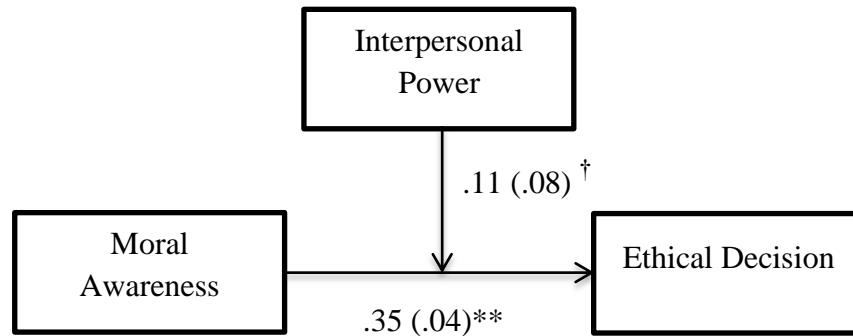 Interpersonal
Power
.11 (.08) †
Moral
Awareness
Ethical Decision
.35 (.04)**